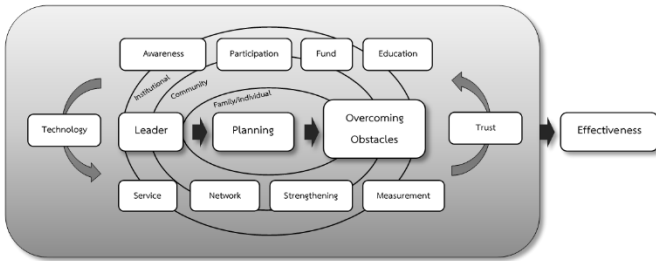 Awareness
Participation
Fund
Education
Institutional
Community
Family/Individual
Technology
Leader
Planning
Overcoming
Obstacles
Trust
Effectiveness
Service
Network
Strengthening
Measurement